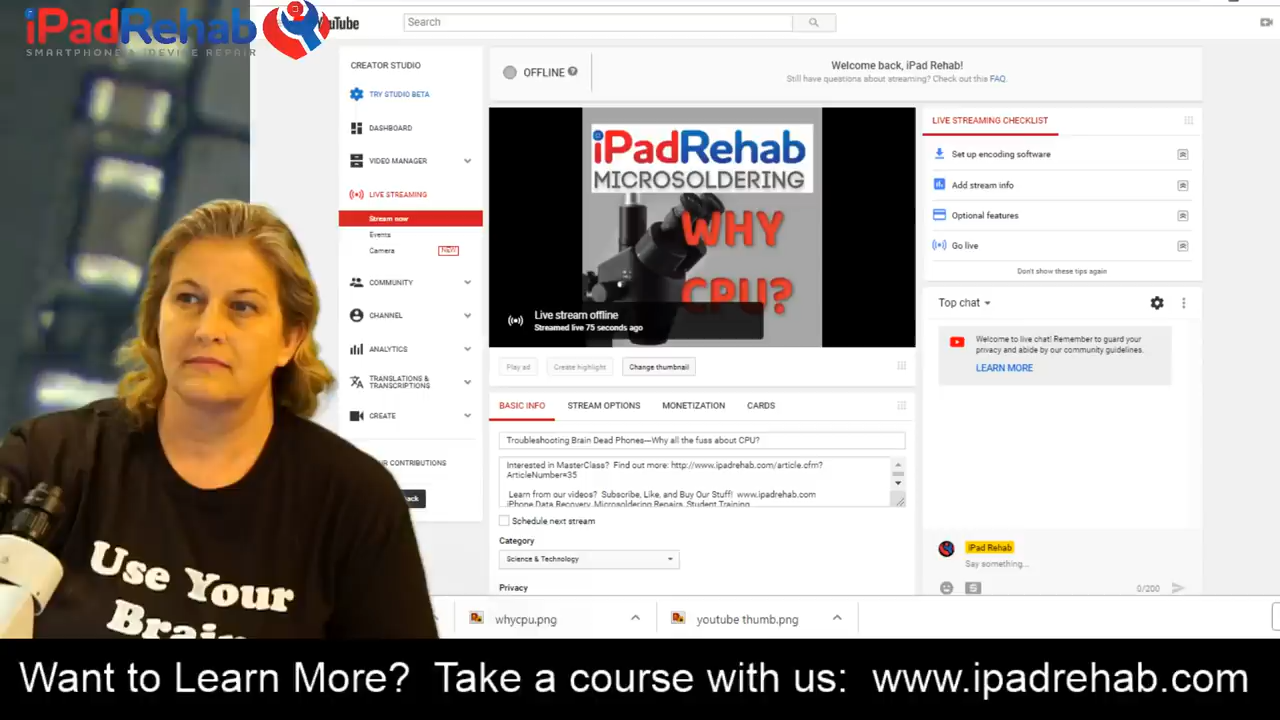 iPadRehab
SMARTPHONE & DEVICE REPAIR
YouTube
Search
CREATOR STUDIO
TRY STUDIO BETA
DASHBOARD
VIDEO MANAGER
LIVE STREAMING
Stream now
Events
Camera
NEW
COMMUNITY
CHANNEL
ANALYTICS
TRANSLATIONS &
TRANSCRIPTIONS
CREATE
CONTRIBUTIONS
OFFLINE
Welcome back, iPad Rehab!
Still have questions about streaming? Check out this FAQ.
iPadRehab
MICROSOLDERING
WHY
CPU?
Live stream offline
Streamed live 75 seconds ago
Play ad
Create highlight
Change thumbnail
BASIC INFO
STREAM OPTIONS
MONETIZATION
CARDS
Troubleshooting Brain Dead Phones—Why all the fuss about CPU?
Interested in MasterClass? Find out more: http://www.ipadrehab.com/article.cfm?
ArticleNumber=35
Learn from our videos? Subscribe, Like, and Buy Our Stuff! www.ipadrehab.com
iPhone Data Recovery, Microsoldering Repairs, Student Training
Schedule next stream
Category
Science & Technology
Privacy
LIVE STREAMING CHECKLIST
Set up encoding software
Add stream info
Optional features
Go live
Don't show these tips again
Top chat
Welcome to live chat! Remember to guard your
privacy and abide by our community guidelines.
LEARN MORE
iPad Rehab
Say something...
0/200
Use Your
Brain
whycpu.png
youtube thumb.png
Want to Learn More? Take a course with us: www.ipadrehab.com